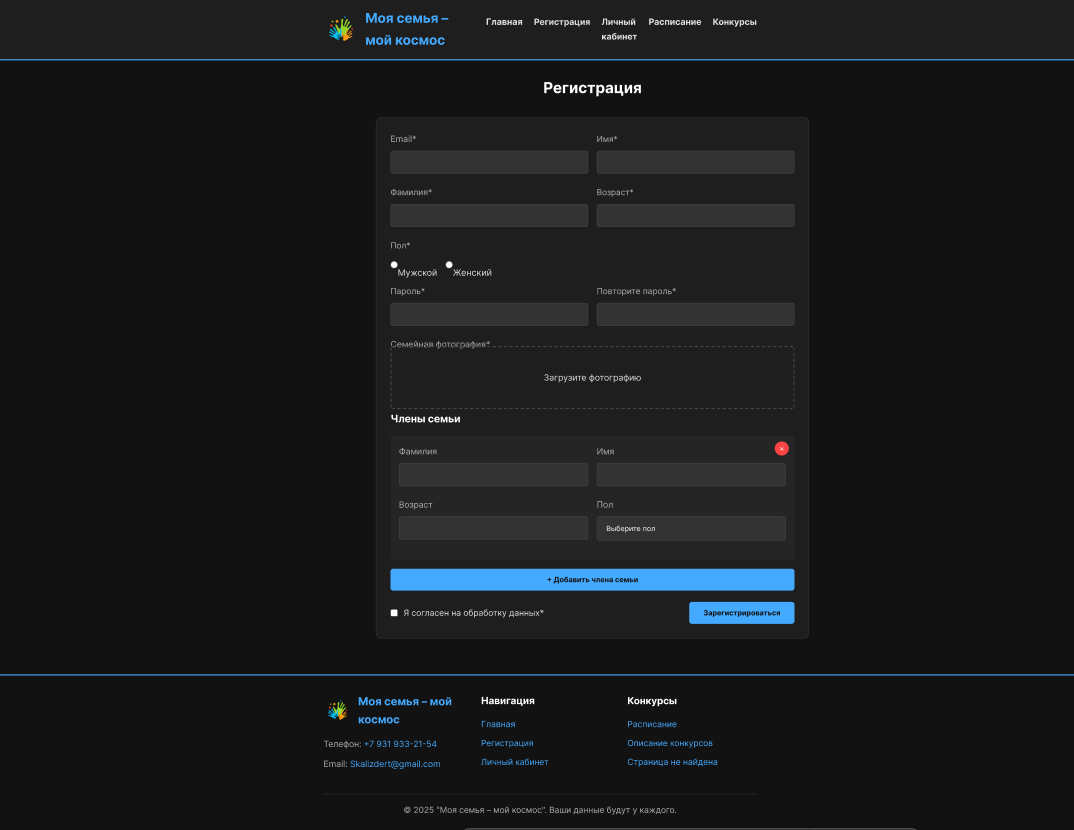 Моя семья –
мой космос
Главная Регистрация Личный кабинет Расписание Конкурсы
Регистрация
Email* Имя*
Фамилия* Возраст*
Пол*
Мужской Женский
Пароль* Повторите пароль*
Семейная фотография*
Загрузите фотографию
Члены семьи
×
Фамилия Имя
Возраст Пол
Выберите пол
+ Добавить члена семьи
Я согласен на обработку данных* Зарегистрироваться
Моя семья – мой
космос
Телефон: +7 931 933-21-54
Email: Skalizdert@gmail.com
Навигация
Главная
Регистрация
Личный кабинет
Конкурсы
Расписание
Описание конкурсов
Страница не найдена
© 2025 "Моя семья – мой космос". Ваши данные будут у каждого.